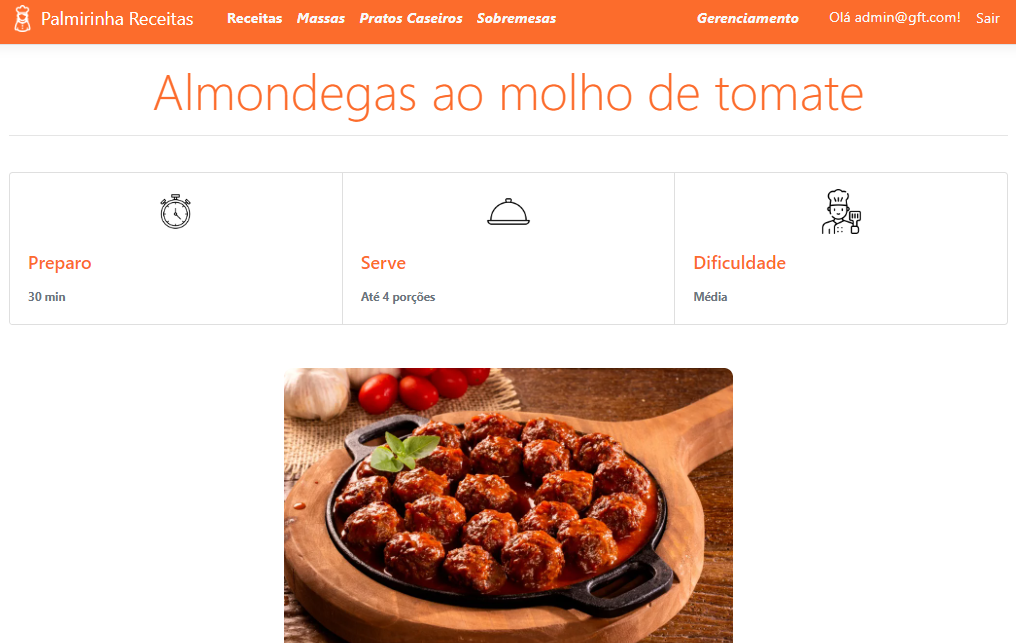 Palmirinha Receitas Receitas Massas Pratos Caseiros Sobremesas Gerenciamento Olá admin@gft.com! Sair
Almondegas ao molho de tomate
Preparo
30 min
Serve
Até 4 porções
Dificuldade
Média